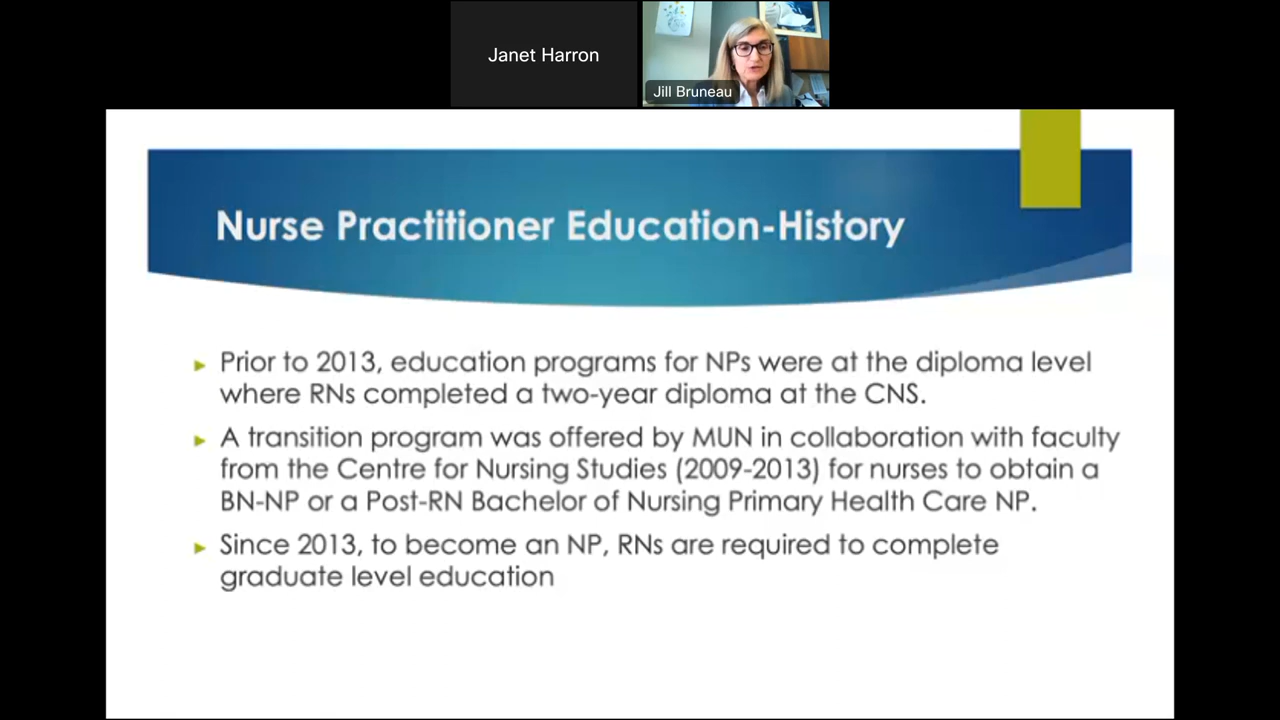 Janet Harron
Jill Bruneau
Nurse Practitioner Education-History
Prior to 2013, education programs for NPs were at the diploma level
where RNs completed a two-year diploma at the CNS.
A transition program was offered by MUN in collaboration with faculty
from the Centre for Nursing Studies (2009-2013) for nurses to obtain a
BN-NP or a Post-RN Bachelor of Nursing Primary Health Care NP.
Since 2013, to become an NP, RNs are required to complete
graduate level education